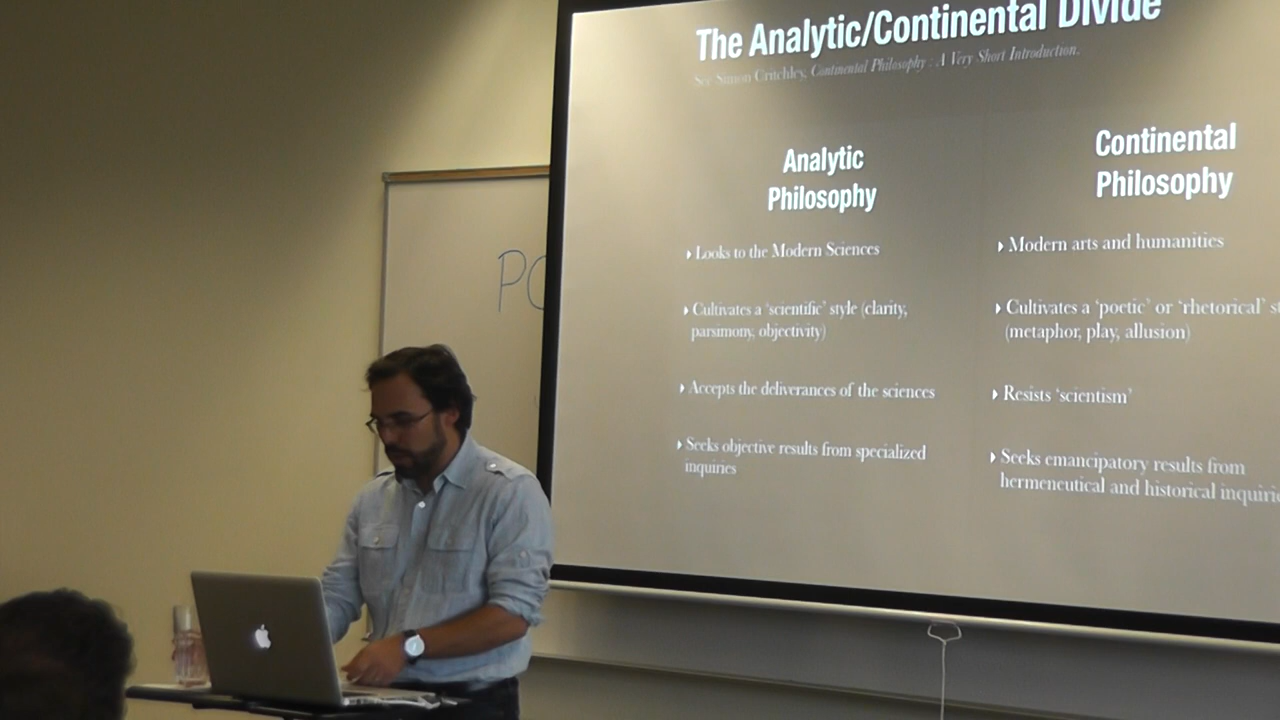 The Analytic/Continental Divide
See Simon Critchley, Continental Philosophy : A Very Short Introduction.
Analytic
Philosophy
Looks to the Modern Sciences
Cultivates a 'scientific' style (clarity,
parsimony, objectivity)
Accepts the deliverances of the sciences
Seeks objective results from specialized
inquiries
Continental
Philosophy
Modern arts and humanities
Cultivates a 'poetic' or 'rhetorical'
(metaphor, play, allusion)
Resists 'scientism'
Seeks emancipatory results from
hermeneutical and historical